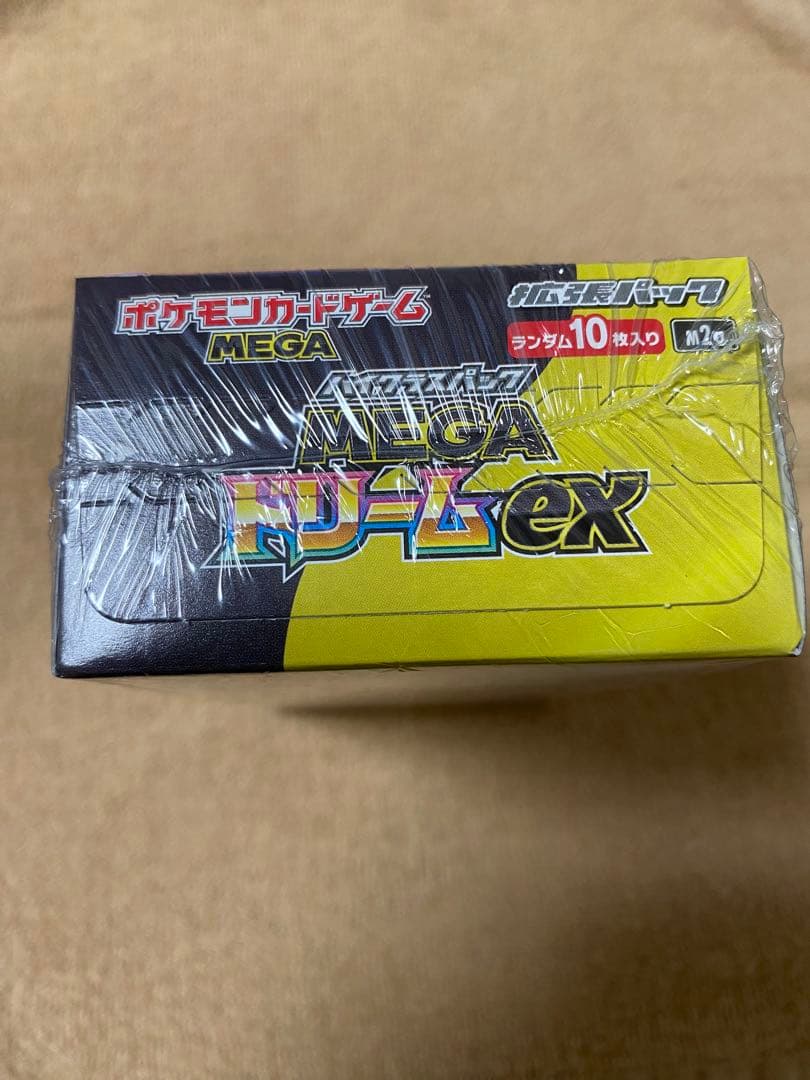 ポケモンカードゲーム
MEGA
拡張パック
ランダム10枚入り
M2a
ハイクラスパック
MEGA
ドリームex